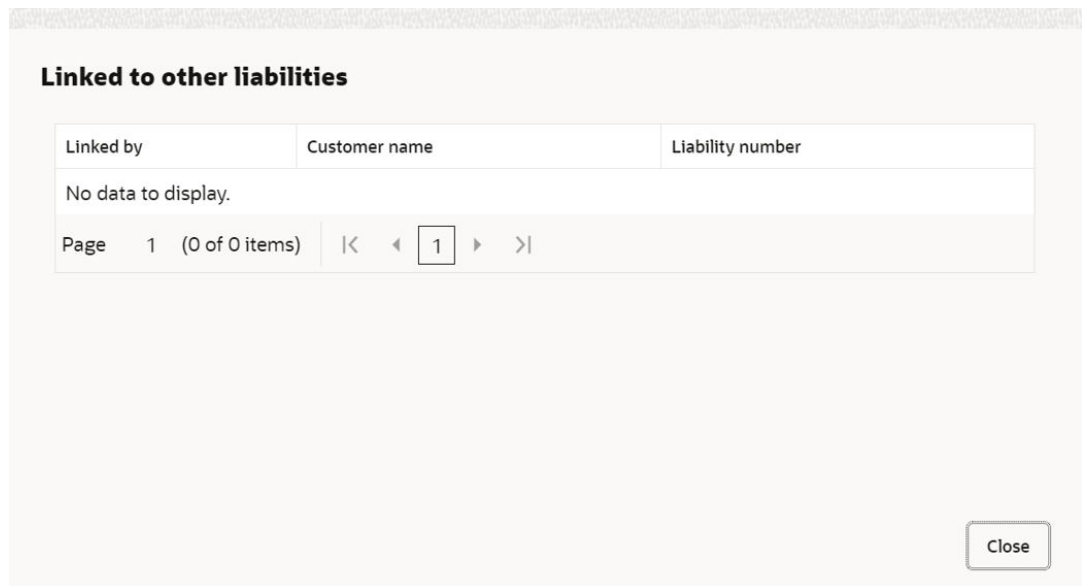 Linked to other liabilities
Linked by Customer name Liability number
No data to display.
Page 1 (0 of 0 items) 1
Close